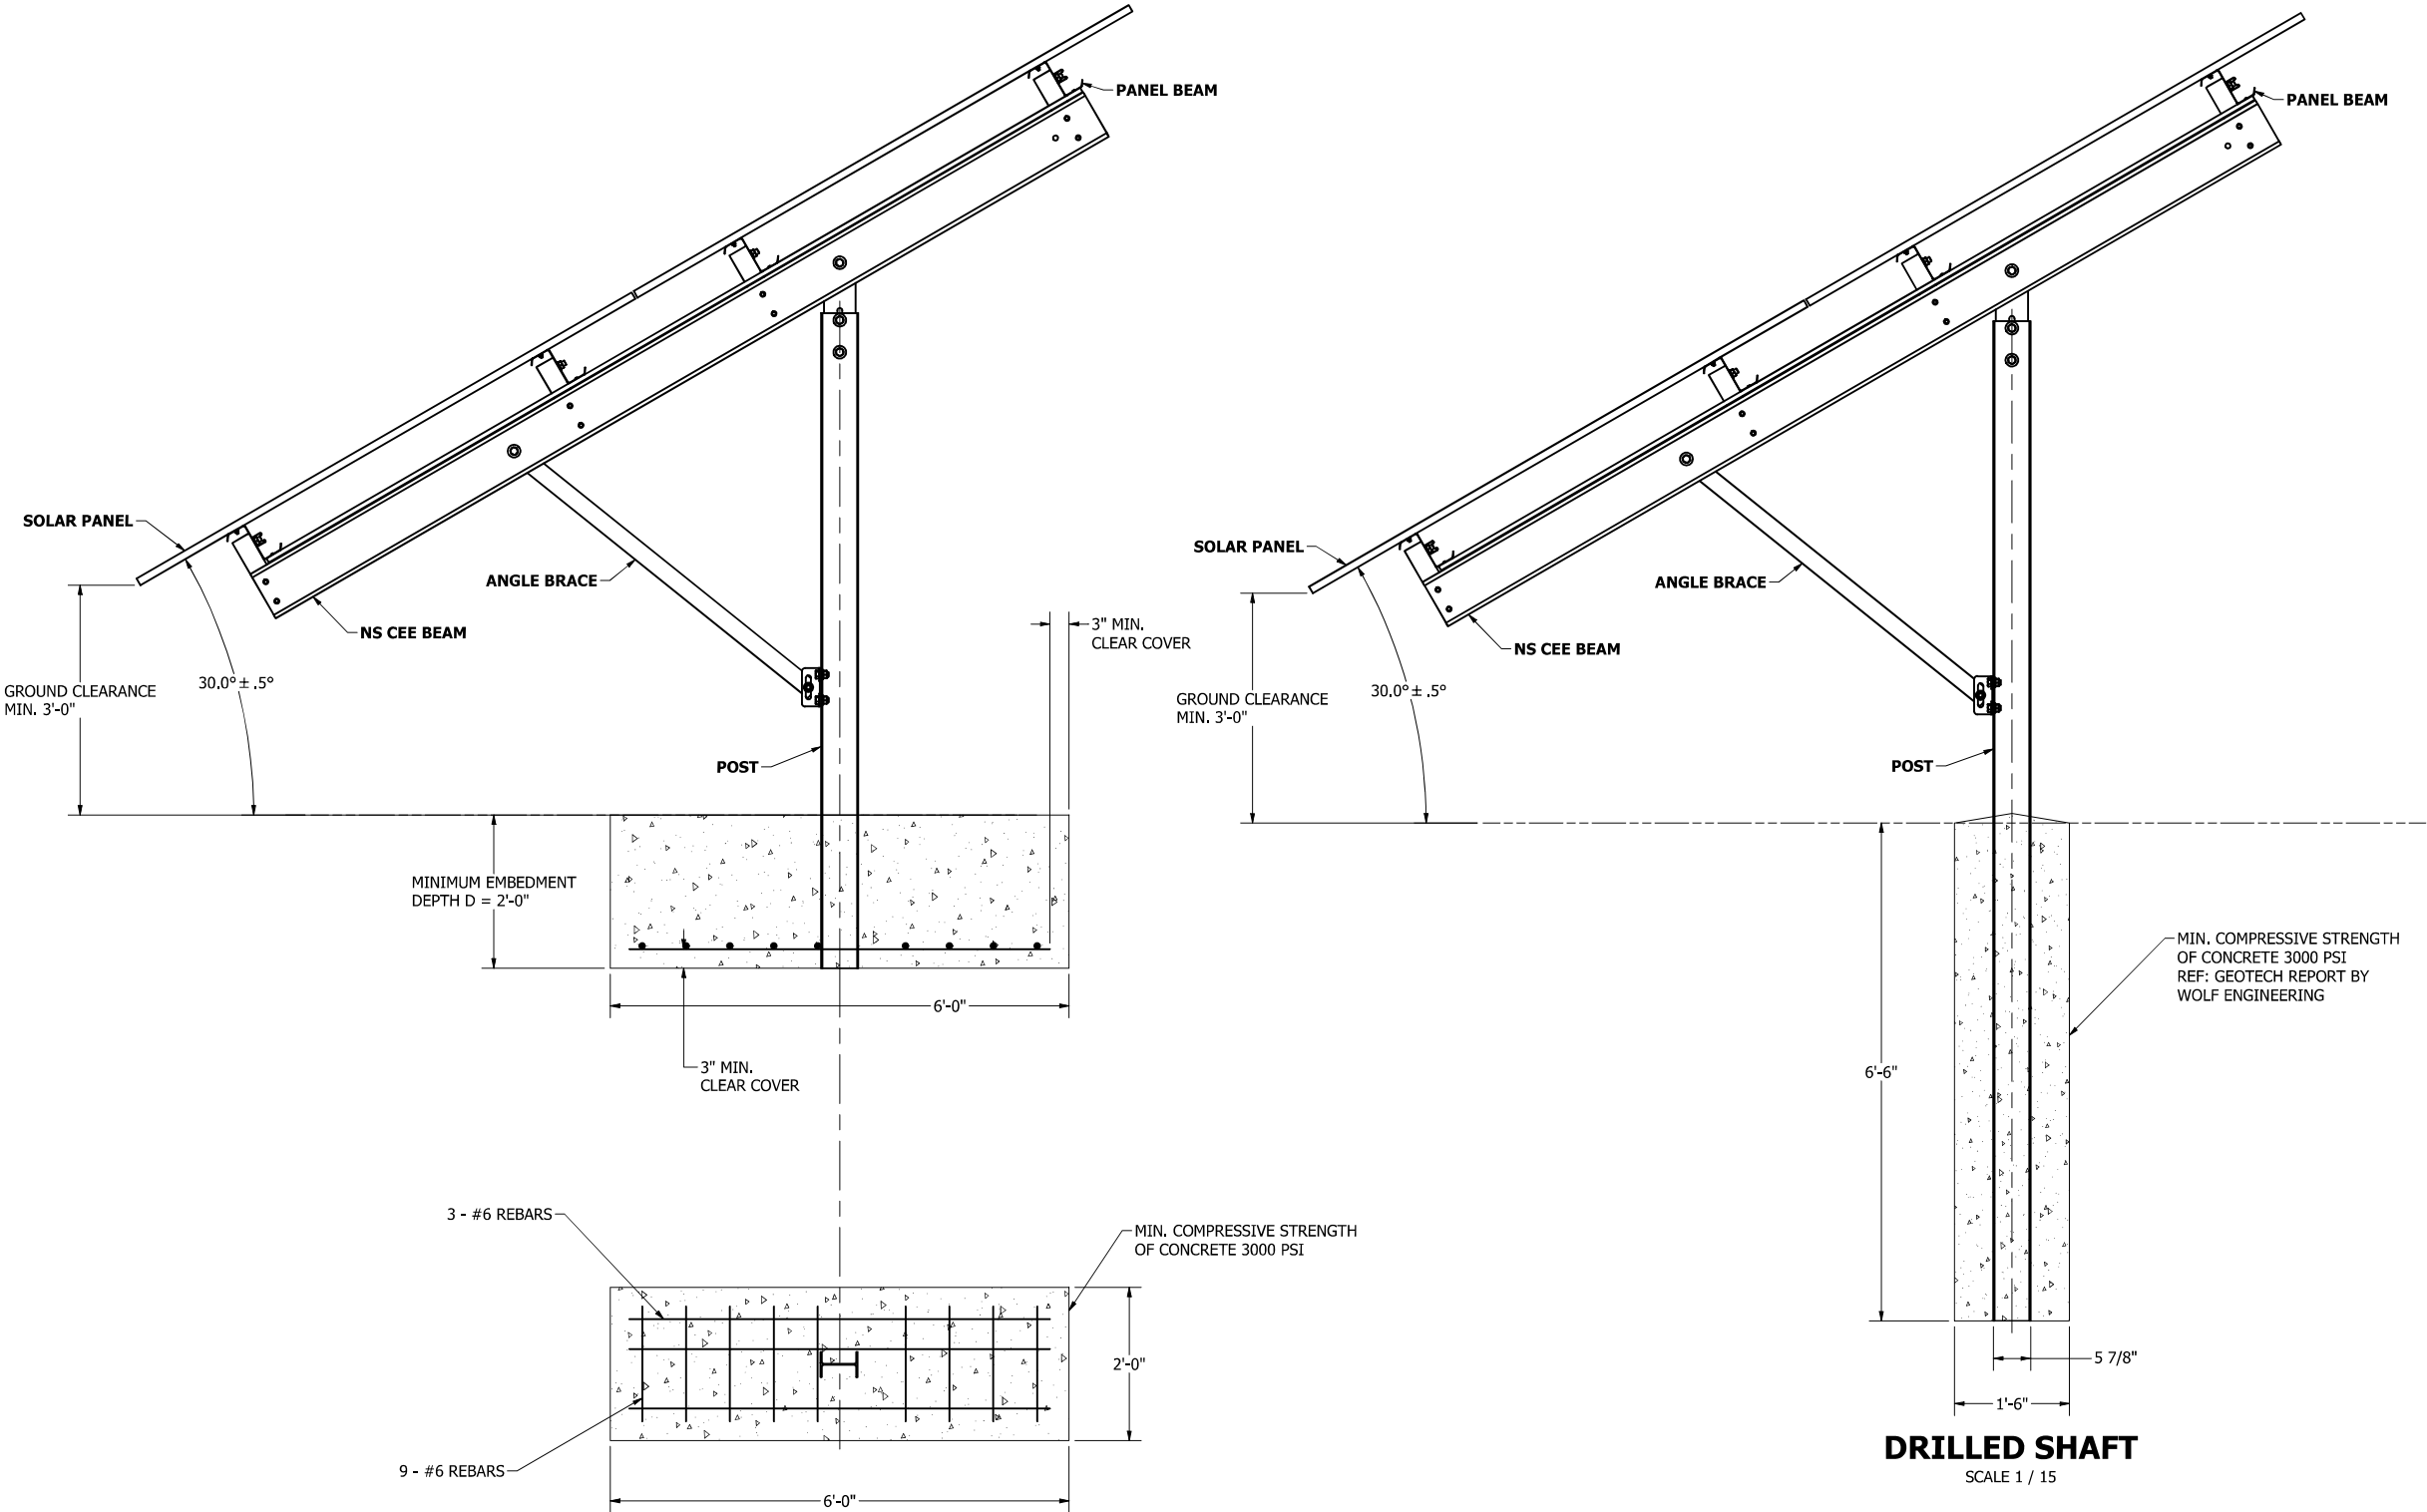 PANEL BEAM
SOLAR PANEL
ANGLE BRACE
NS CEE BEAM
3" MIN.
CLEAR COVER
GROUND CLEARANCE
MIN. 3'-0"
30.0° ± .5°
POST
MINIMUM EMBEDMENT
DEPTH D = 2'-0"
6'-0"
3" MIN.
CLEAR COVER
3 - #6 REBARS
MIN. COMPRESSIVE STRENGTH
OF CONCRETE 3000 PSI
2'-0"
9 - #6 REBARS
6'-0"
PANEL BEAM
SOLAR PANEL
ANGLE BRACE
NS CEE BEAM
GROUND CLEARANCE
MIN. 3'-0"
30.0° ± .5°
POST
MIN. COMPRESSIVE STRENGTH
OF CONCRETE 3000 PSI
REF: GEOTECH REPORT BY
WOLF ENGINEERING
6'-6"
5 7/8"
1'-6"
DRILLED SHAFT
SCALE 1 / 15